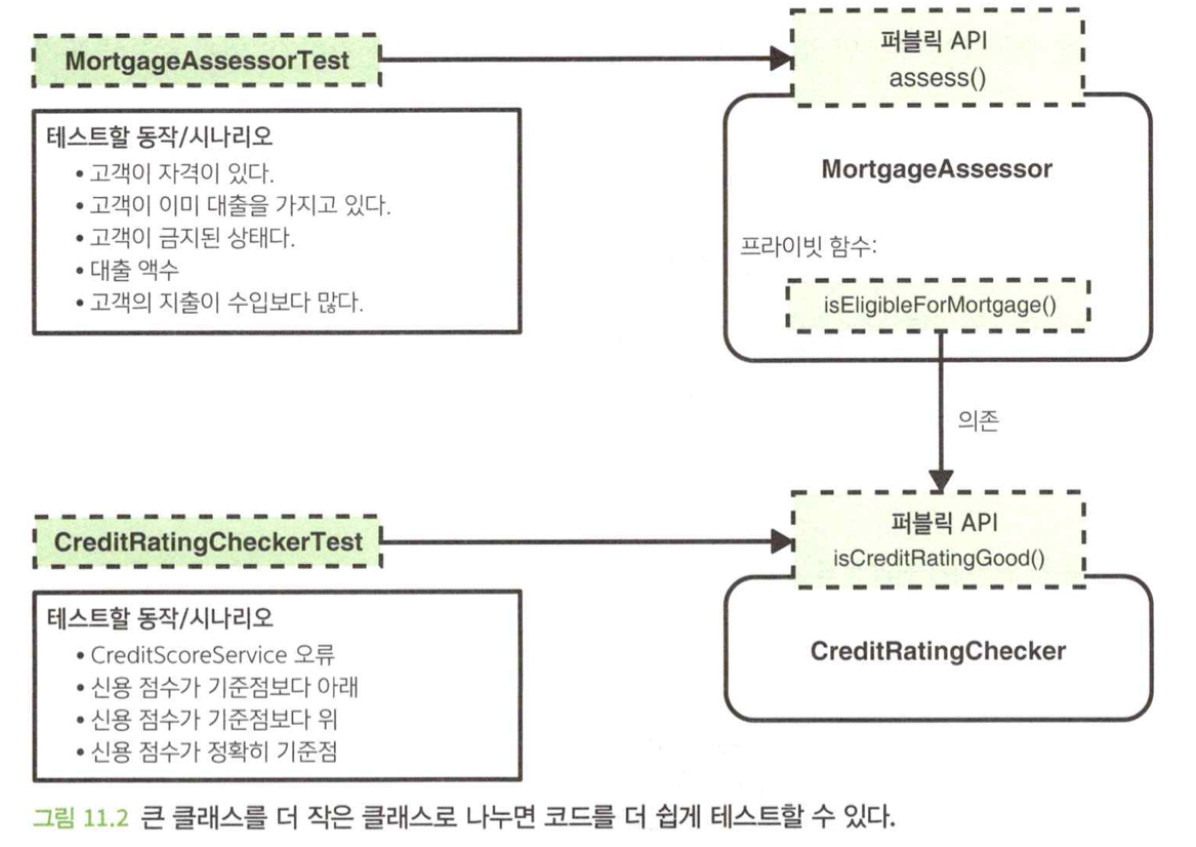 MortgageAssessorTest
퍼블릭 API
assess()
테스트할 동작/시나리오
• 고객이 자격이 있다.
• 고객이 이미 대출을 가지고 있다.
• 고객이 금지된 상태다.
• 대출 액수
• 고객의 지출이 수입보다 많다.
MortgageAssessor
프라이빗 함수:
isEligibleForMortgage()
의존
CreditRatingCheckerTest
퍼블릭 API
isCreditRatingGood()
테스트할 동작/시나리오
• CreditScoreService 오류
• 신용 점수가 기준점보다 아래
• 신용 점수가 기준점보다 위
• 신용 점수가 정확히 기준점
CreditRatingChecker
그림 11.2 큰 클래스를 더 작은 클래스로 나누면 코드를 더 쉽게 테스트할 수 있다.